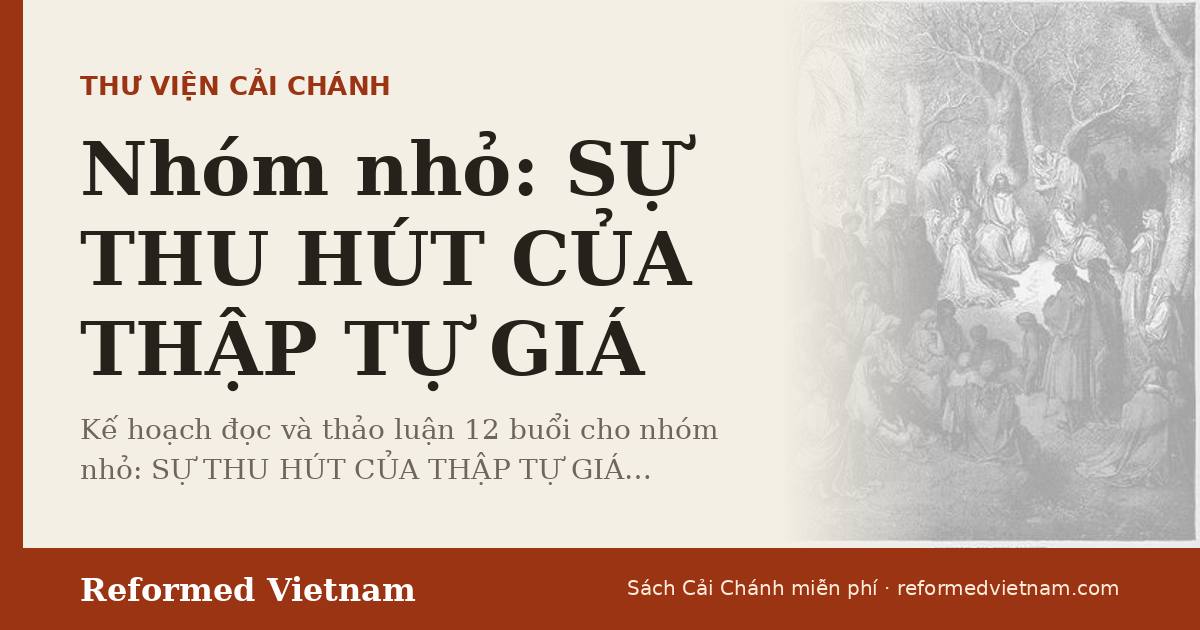 THƯ VIỆN CẢI CHÁNH
Nhóm nhỏ: SỰ
THU HÚT CỦA
THẬP TỰ GIÁ
Kế hoạch đọc và thảo luận 12 buổi cho nhóm
nhỏ: SỰ THU HÚT CỦA THẬP TỰ GIÁ...
Reformed Vietnam
Sách Cải Chánh miễn phí · reformedvietnam.com